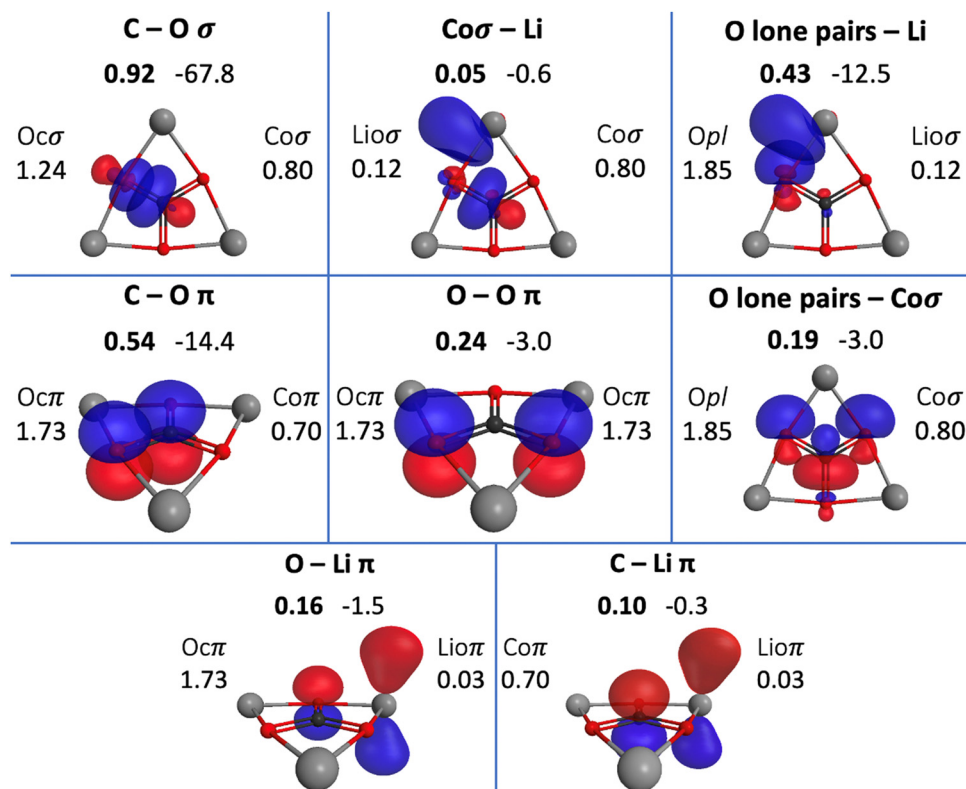 C – O σ
0.92 -67.8
Ocσ
1.24
Coσ
0.80
Coσ – Li
0.05 -0.6
Lioσ
0.12
Coσ
0.80
O lone pairs – Li
0.43 -12.5
Opl
1.85
Lioσ
0.12
C – O π
0.54 -14.4
Ocπ
1.73
Coπ
0.70
O – O π
0.24 -3.0
Ocπ
1.73
Ocπ
1.73
O lone pairs – Coσ
0.19 -3.0
Opl
1.85
Coσ
0.80
O – Li π
0.16 -1.5
Ocπ
1.73
Lioπ
0.03
C – Li π
0.10 -0.3
Coπ
0.70
Lioπ
0.03